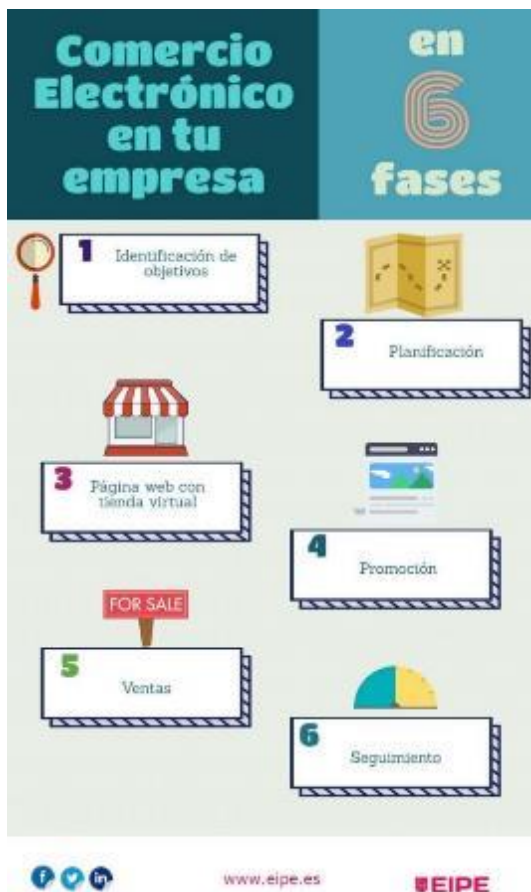 Comercio
Electrónico
en tu
empresa
en
6
fases
1
Identificación de
objetivos
2
Planificación
3
Página web con
tienda virtual
4
Promoción
FOR SALE
5
Ventas
6
Seguimiento
www.eipe.es
EIPE